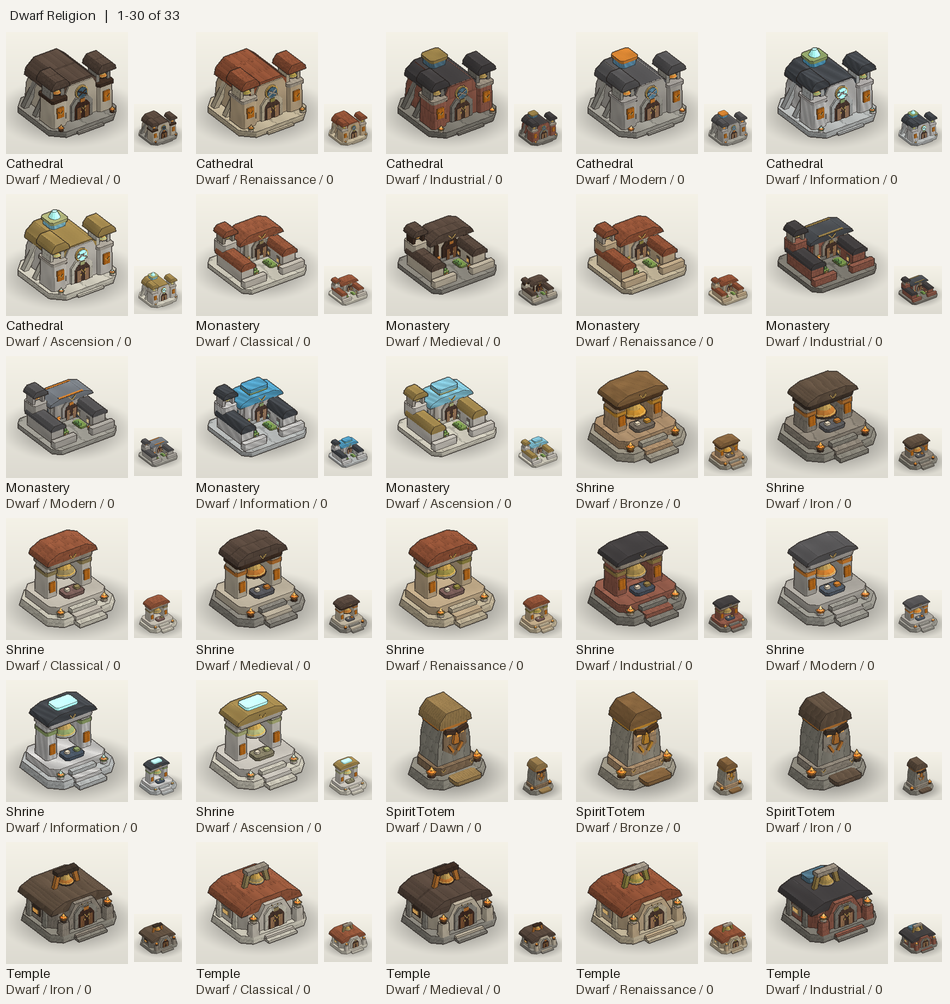 Dwarf Religion | 1-30 of 33
Cathedral
Dwarf / Medieval / 0
Cathedral
Dwarf / Renaissance / 0
Cathedral
Dwarf / Industrial / 0
Cathedral
Dwarf / Modern / 0
Cathedral
Dwarf / Information / 0
Cathedral
Dwarf / Ascension / 0
Monastery
Dwarf / Classical / 0
Monastery
Dwarf / Medieval / 0
Monastery
Dwarf / Renaissance / 0
Monastery
Dwarf / Industrial / 0
Monastery
Dwarf / Modern / 0
Monastery
Dwarf / Information / 0
Monastery
Dwarf / Ascension / 0
Shrine
Dwarf / Bronze / 0
Shrine
Dwarf / Iron / 0
Shrine
Dwarf / Classical / 0
Shrine
Dwarf / Medieval / 0
Shrine
Dwarf / Renaissance / 0
Shrine
Dwarf / Industrial / 0
Shrine
Dwarf / Modern / 0
Shrine
Dwarf / Information / 0
Shrine
Dwarf / Ascension / 0
SpiritTotem
Dwarf / Dawn / 0
SpiritTotem
Dwarf / Bronze / 0
SpiritTotem
Dwarf / Iron / 0
Temple
Dwarf / Iron / 0
Temple
Dwarf / Classical / 0
Temple
Dwarf / Medieval / 0
Temple
Dwarf / Renaissance / 0
Temple
Dwarf / Industrial / 0